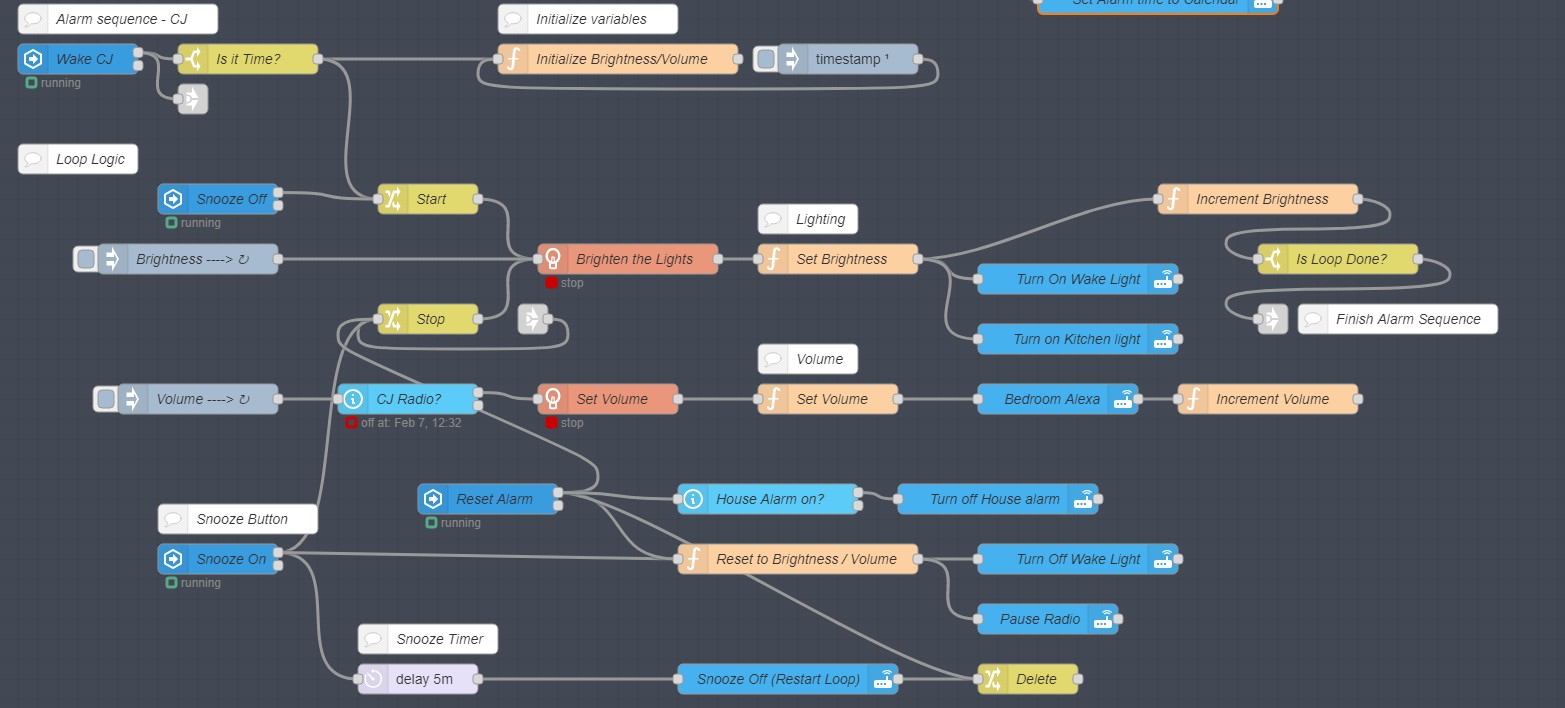 Set Alarm time to Calendar
Alarm sequence - CJ
Initialize variables
Wake CJ
Is it Time?
Initialize Brightness/Volume
timestamp ¹
running
Loop Logic
Snooze Off
Start
Increment Brightness
running
Lighting
Brightness ----> ↻
Brighten the Lights
Set Brightness
Is Loop Done?
stop
Turn On Wake Light
Stop
Finish Alarm Sequence
Turn on Kitchen light
Volume
Volume ----> ↻
CJ Radio?
Set Volume
Set Volume
Bedroom Alexa
Increment Volume
off at: Feb 7, 12:32
stop
Reset Alarm
House Alarm on?
Turn off House alarm
running
Snooze Button
Snooze On
Reset to Brightness / Volume
Turn Off Wake Light
running
Pause Radio
Snooze Timer
delay 5m
Snooze Off (Restart Loop)
Delete